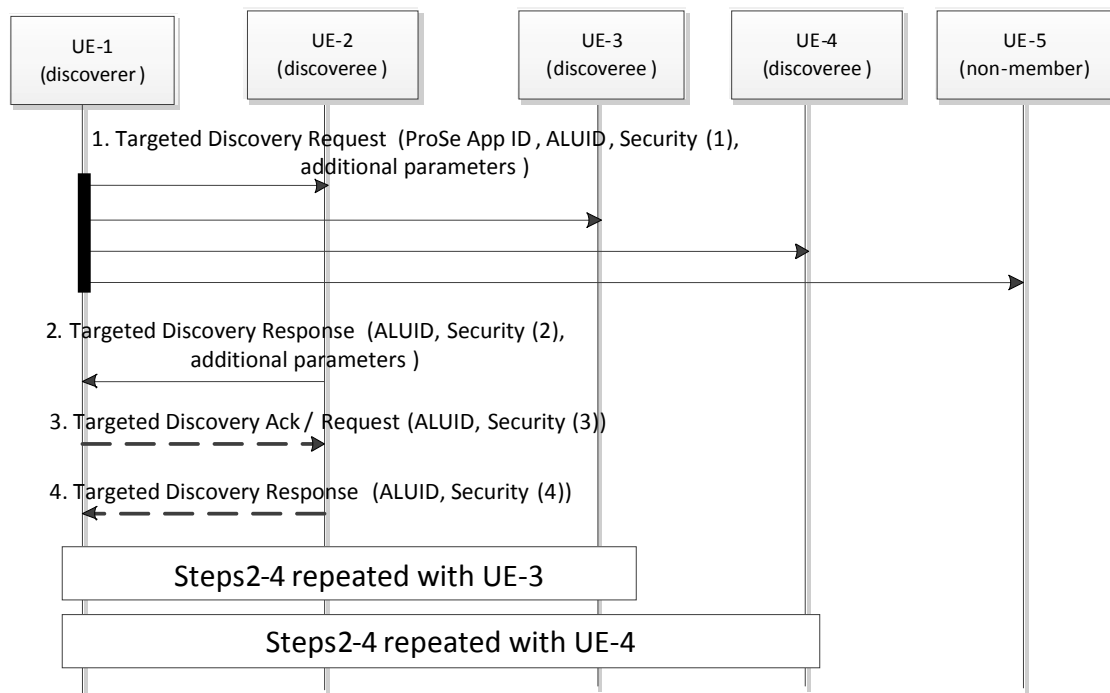 UE-1
(discoverer)
UE-2
(discoveree)
UE-3
(discoveree)
UE-4
(discoveree)
UE-5
(non-member)
1. Targeted Discovery Request (ProSe App ID , ALUID, Security (1),
additional parameters )
2. Targeted Discovery Response (ALUID, Security (2),
additional parameters )
3. Targeted Discovery Ack / Request (ALUID, Security (3))
4. Targeted Discovery Response (ALUID, Security (4))
Steps2-4 repeated with UE-3
Steps2-4 repeated with UE-4